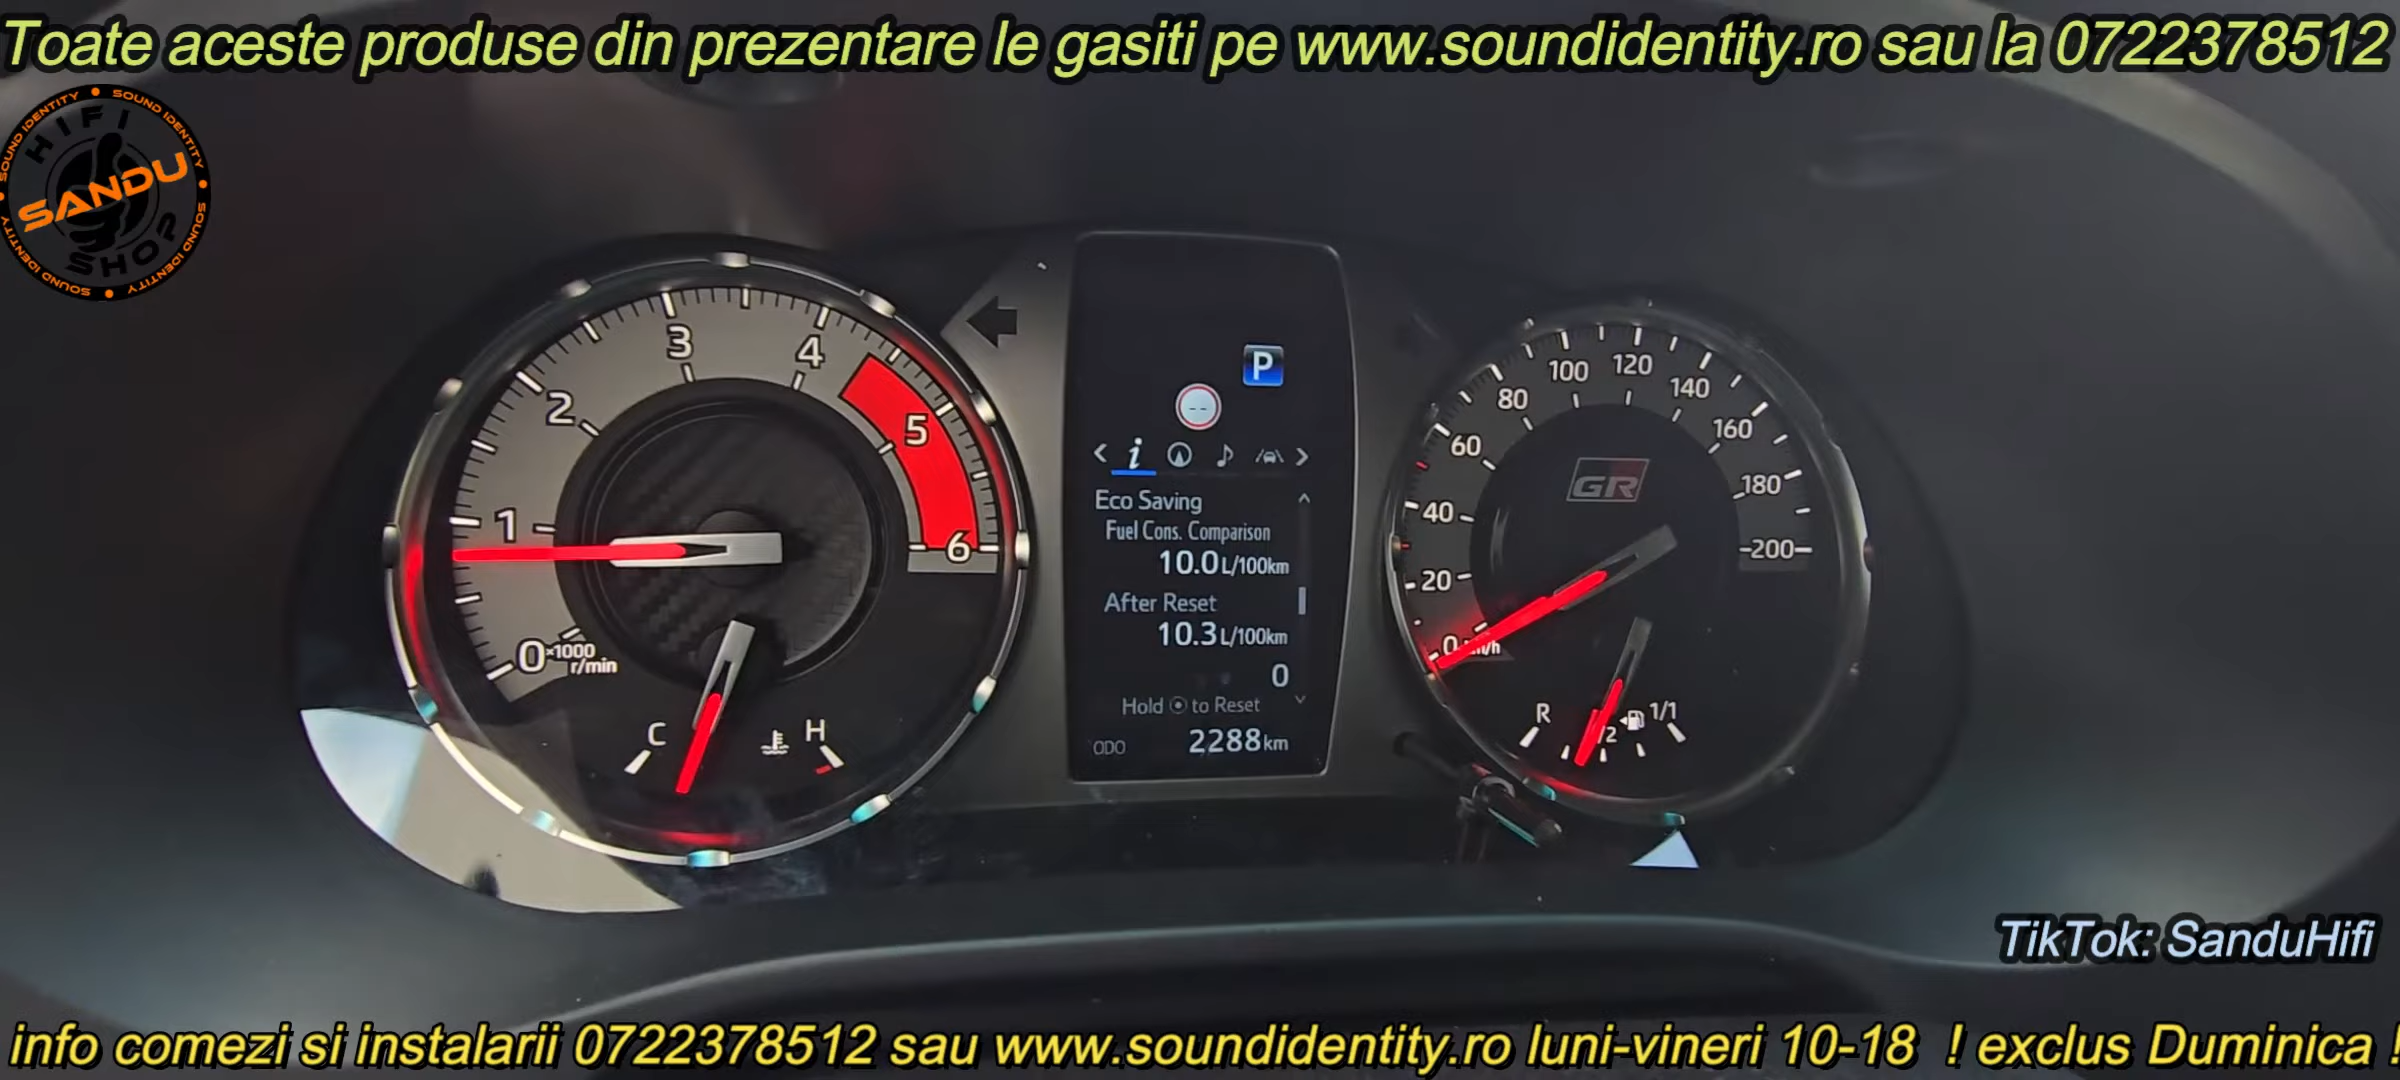 Toate aceste produse din prezentare le gasiti pe www.soundidentity.ro sau la 0722378512
SOUND IDENTITY • SOUND IDENTITY • SOUND IDENTITY • SOUND IDENTITY •
HIFI
SANDU
SHOP
0 1 2 3 4 5 6
×1000
r/min
C H
P
--
< i >
Eco Saving
Fuel Cons. Comparison
10.0 L/100km
After Reset
10.3 L/100km
0
Hold to Reset
ODO 2288 km
0 20 40 60 80 100 120 140 160 180 200
GR
R 1/1
TikTok: SanduHifi
info comezi si instalarii 0722378512 sau www.soundidentity.ro luni-vineri 10-18 ! exclus Duminica !